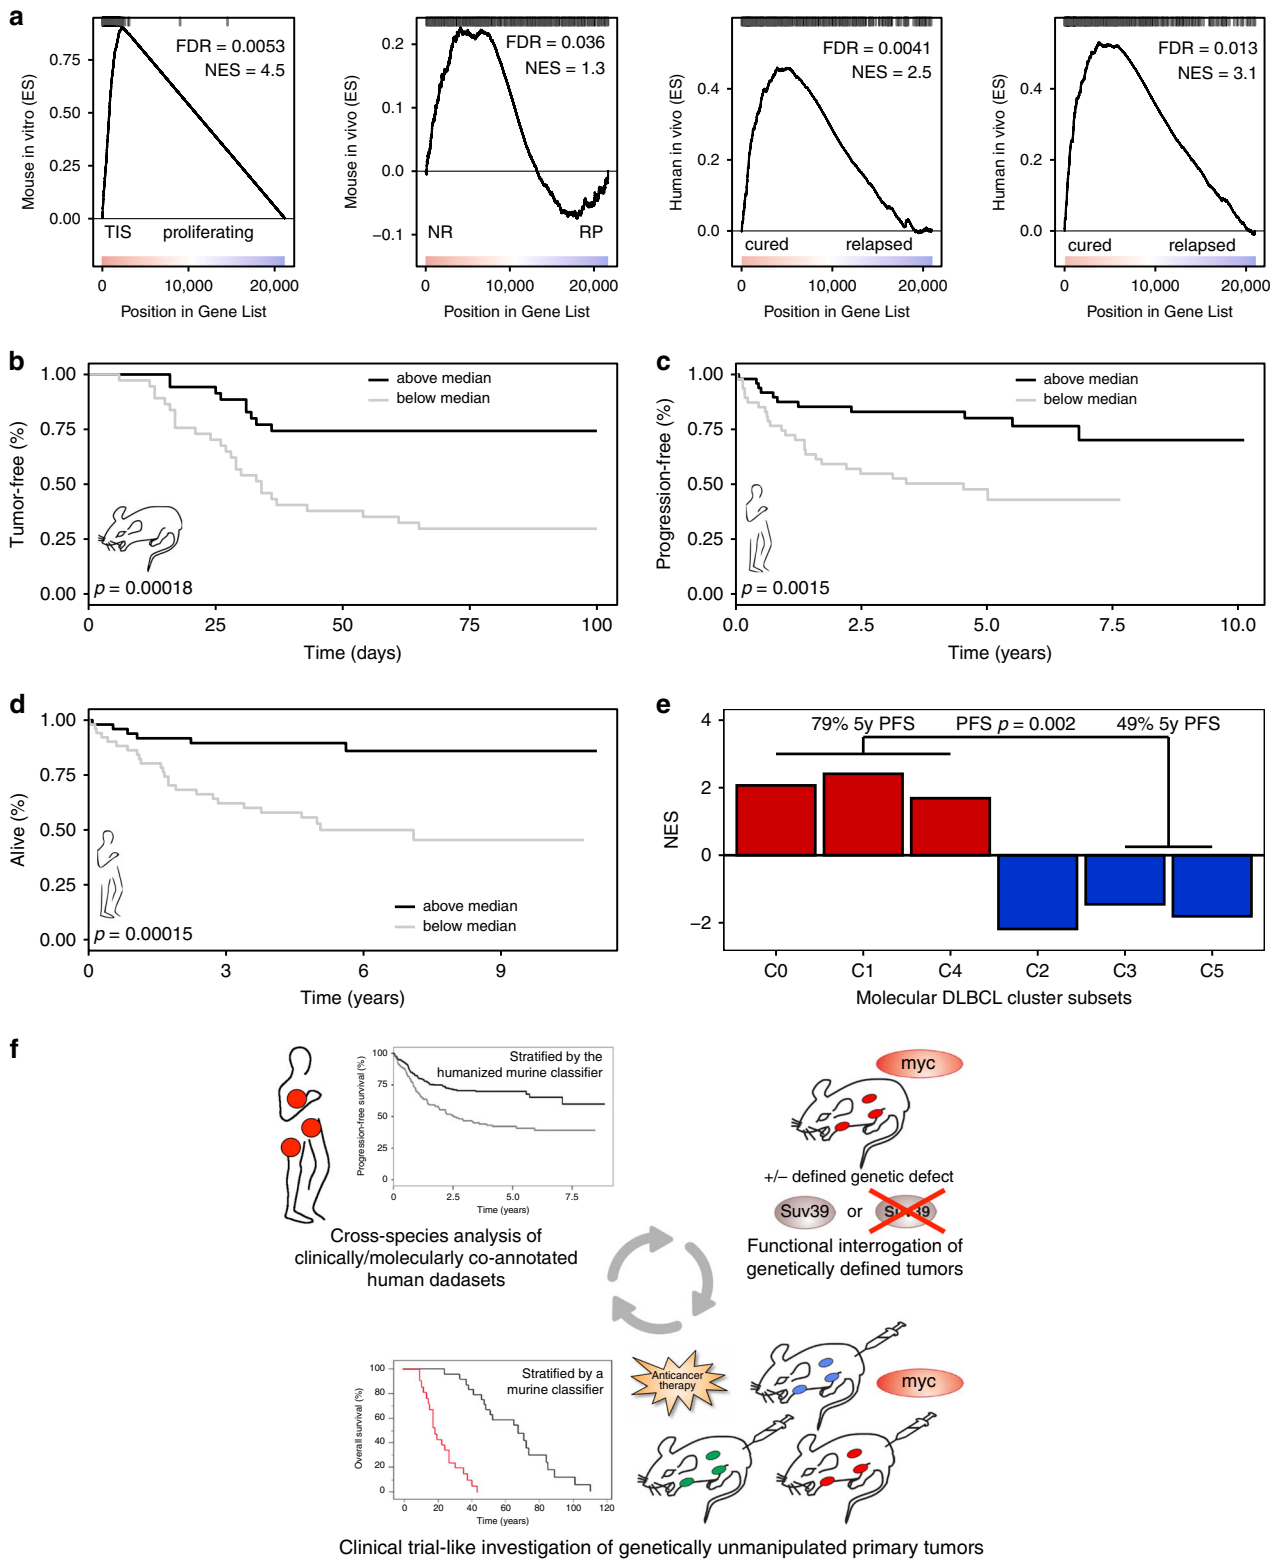 a
Mouse in vitro (ES)
0.75
0.50
0.25
0.00
FDR = 0.0053
NES = 4.5
TIS
proliferating
0
10,000
20,000
Position in Gene List
Mouse in vivo (ES)
0.2
0.1
0.0
−0.1
FDR = 0.036
NES = 1.3
NR
RP
0
10,000
20,000
Position in Gene List
Human in vivo (ES)
0.4
0.2
0.0
FDR = 0.0041
NES = 2.5
cured
relapsed
0
10,000
20,000
Position in Gene List
Human in vivo (ES)
0.4
0.2
0.0
FDR = 0.013
NES = 3.1
cured
relapsed
0
10,000
20,000
Position in Gene List
b
Tumor-free (%)
1.00
0.75
0.50
0.25
0.00
above median
below median
p = 0.00018
0
25
50
75
100
Time (days)
c
Progression-free (%)
1.00
0.75
0.50
0.25
0.00
above median
below median
p = 0.0015
0.0
2.5
5.0
7.5
10.0
Time (years)
d
Alive (%)
1.00
0.75
0.50
0.25
0.00
above median
below median
p = 0.00015
0
3
6
9
Time (years)
e
NES
4
2
0
−2
79% 5y PFS
PFS p = 0.002
49% 5y PFS
C0
C1
C4
C2
C3
C5
Molecular DLBCL cluster subsets
f
Progression-free survival (%)
100
75
50
25
0
Stratified by the
humanized murine classifier
0
2.5
5.0
7.5
Time (years)
Cross-species analysis of
clinically/molecularly co-annotated
human dadasets
myc
+/− defined genetic defect
Suv39
or
Suv39
Functional interrogation of
genetically defined tumors
Overall survival (%)
100
80
60
40
20
0
Stratified by a
murine classifier
0
20
40
60
80
100
120
Time (years)
Anticancer
therapy
myc
Clinical trial-like investigation of genetically unmanipulated primary tumors